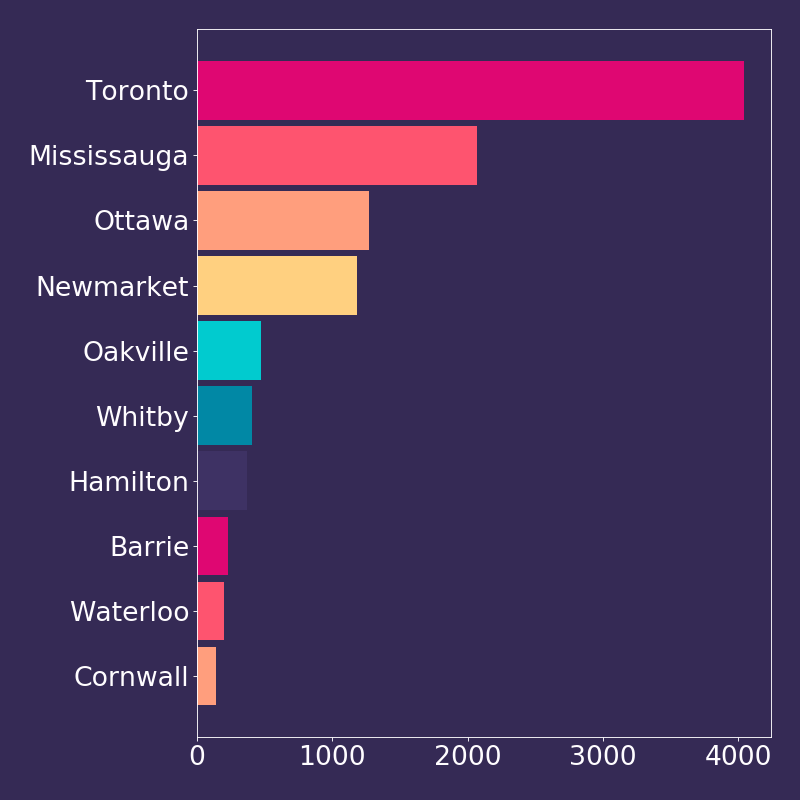 Toronto
Mississauga
Ottawa
Newmarket
Oakville
Whitby
Hamilton
Barrie
Waterloo
Cornwall
0 1000 2000 3000 4000